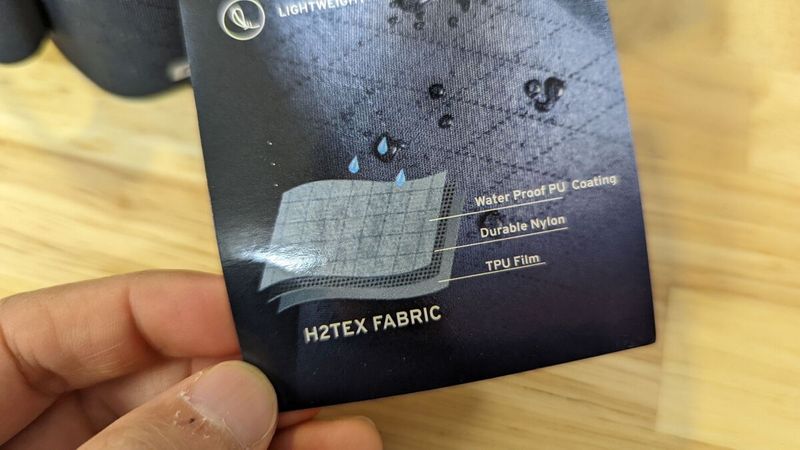 LIGHTWEIGHT
Water Proof PU Coating
Durable Nylon
TPU Film
H2TEX FABRIC